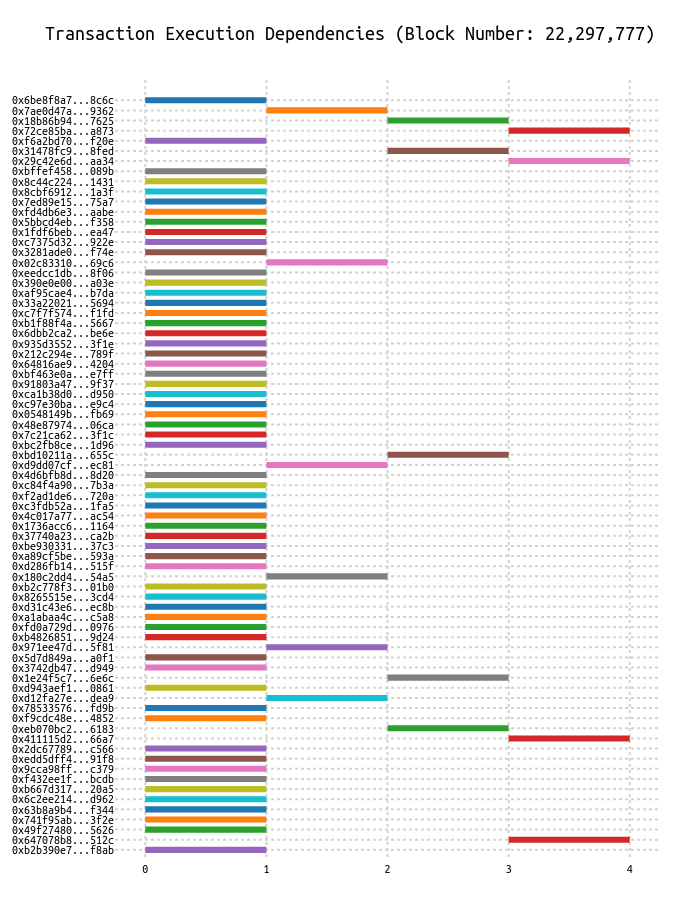 Transaction Execution Dependencies (Block Number: 22,297,777)
0x6be8f8a7...8c6c
0x7ae0d47a...9362
0x18b86b94...7625
0x72ce85ba...a873
0xf6a2bd70...f20e
0x31478fc9...8fed
0x29c42e6d...aa34
0xbffef458...089b
0x8c44c224...1431
0x8cbf6912...1a3f
0x7ed89e15...75a7
0xfd4db6e3...aabe
0x5bbcd4eb...f358
0x1fdf6beb...ea47
0xc7375d32...922e
0x3281ade0...f74e
0x02c83310...69c6
0xeedcc1db...8f06
0x390e0e00...a03e
0xaf95cae4...b7da
0x33a22021...5694
0xc7f7f574...f1fd
0xb1f88f4a...5667
0x6dbb2ca2...be6e
0x935d3552...3f1e
0x212c294e...789f
0x64816ae9...4204
0xbf463e0a...e7ff
0x91803a47...9f37
0xca1b38d0...d950
0xc97e30ba...e9c4
0x0548149b...fb69
0x48e87974...06ca
0x7c21ca62...3f1c
0xbc2fb8ce...1d96
0xbd10211a...655c
0xd9dd07cf...ec81
0x4d6bfb8d...8d20
0xc84f4a90...7b3a
0xf2ad1de6...720a
0xc3fdb52a...1fa5
0x4c017a77...ac54
0x1736acc6...1164
0x37740a23...ca2b
0xbe930331...37c3
0xa89cf5be...593a
0xd286fb14...515f
0x180c2dd4...54a5
0xb2c778f3...01b0
0x8265515e...3cd4
0xd31c43e6...ec8b
0xa1abaa4c...c5a8
0xfd0a729d...0976
0xb4826851...9d24
0x971ee47d...5f81
0x5d7d849a...a0f1
0x3742db47...d949
0x1e24f5c7...6e6c
0xd943aef1...0861
0xd12fa27e...dea9
0x78533576...fd9b
0xf9cdc48e...4852
0xeb070bc2...6183
0x411115d2...66a7
0x2dc67789...c566
0xedd5dff4...91f8
0x9cca98ff...c379
0xf432ee1f...bcdb
0xb667d317...20a5
0x6c2ee214...d962
0x63b8a9b4...f344
0x741f95ab...3f2e
0x49f27480...5626
0x647078b8...512c
0xb2b390e7...f8ab
0 1 2 3 4